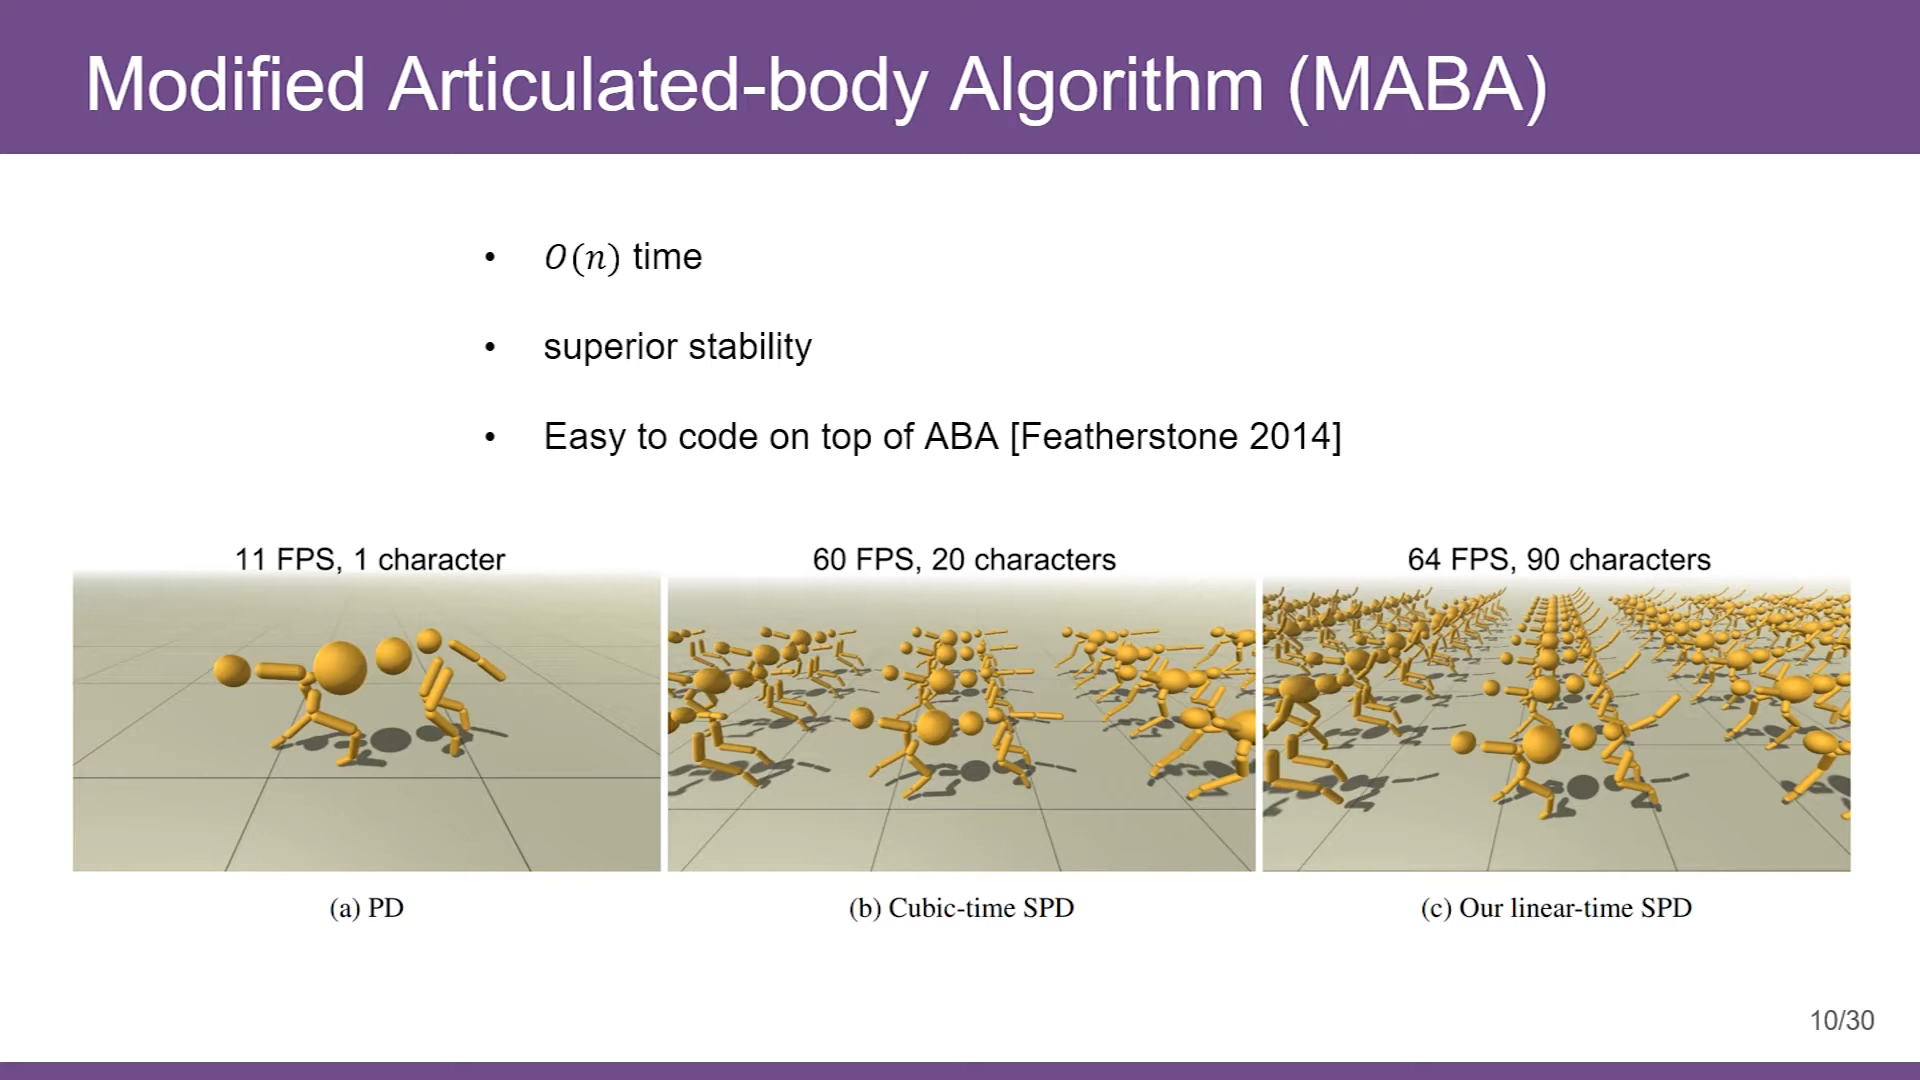 Modified Articulated-body Algorithm (MABA)
• O(n) time
• superior stability
• Easy to code on top of ABA [Featherstone 2014]
11 FPS, 1 character
60 FPS, 20 characters
64 FPS, 90 characters
(a) PD
(b) Cubic-time SPD
(c) Our linear-time SPD
10/30